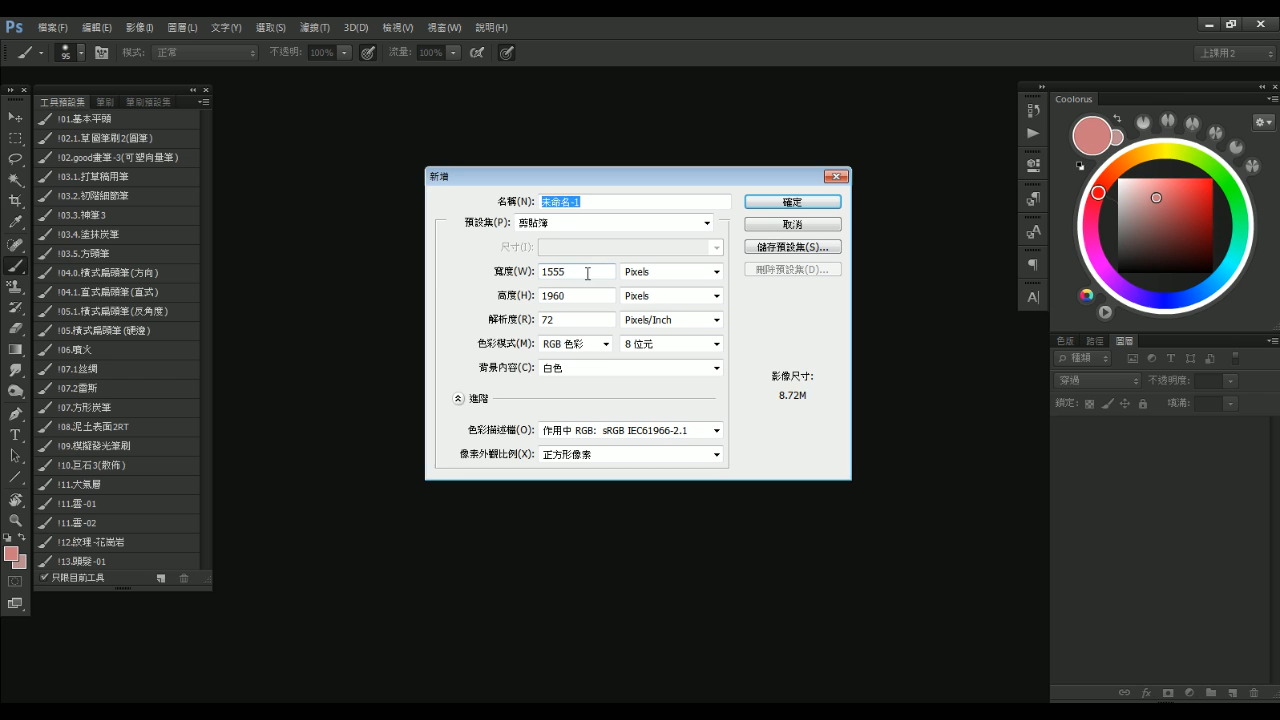 Ps 檔案(F) 編輯(E) 影像(I) 圖層(L) 文字(Y) 選取(S) 濾鏡(T) 3D(D) 檢視(V) 視窗(W) 說明(H)
95 模式: 正常 不透明: 100% 流量: 100% 上課用2
工具預設集 筆刷 筆刷預設集
!01.基本平頭
!02.1.草圖筆刷2(圓筆)
!02.good畫筆-3(可塑向量筆)
!03.1.打草稿用筆
!03.2.初階細節筆
!03.3.神筆3
!03.4.塗抹炭筆
!03.5.方頭筆
!04.0.橫式扁頭筆(方向)
!04.1.直式扁頭筆(直式)
!05.1.橫式扁頭筆(反角度)
!05.橫式扁頭筆(硬邊)
!06.噴火
!07.1絲綢
!07.2雷斯
!07.方形炭筆
!08.泥土表面2RT
!09.模擬發光筆刷
!10.巨石3(散佈)
!11.大氣層
!11.雲-01
!11.雲-02
!12.紋理-花崗岩
!13.頭髮-01
只限目前工具
新增
名稱(N): 未命名-1
預設集(P): 剪貼簿
尺寸(I):
寬度(W): 1555 Pixels
高度(H): 1960 Pixels
解析度(R): 72 Pixels/Inch
色彩模式(M): RGB 色彩 8 位元
背景內容(C): 白色
進階
色彩描述檔(O): 作用中 RGB: sRGB IEC61966-2.1
像素外觀比例(X): 正方形像素
確定
取消
儲存預設集(S)...
刪除預設集(D)...
影像尺寸:
8.72M
Coolorus
色版 路徑 圖層
種類
穿過 不透明度:
鎖定: 填滿: